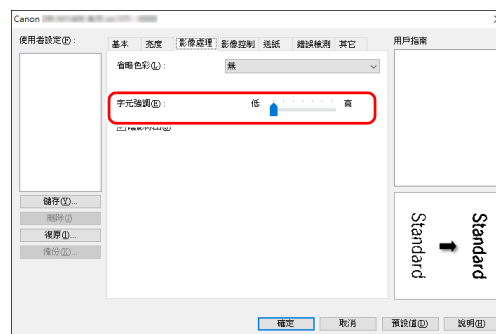 Canon
使用者設定(P):
基本 亮度 影像處理 影像控制 送紙 錯誤檢測 其它
用戶指南
省略色彩(L):
無
字元強調(E):
低 高
儲存(V)...
刪除(J)
復原(I)...
備份(X)...
Standard
Standard
確定 取消 預設值(D) 說明(H)